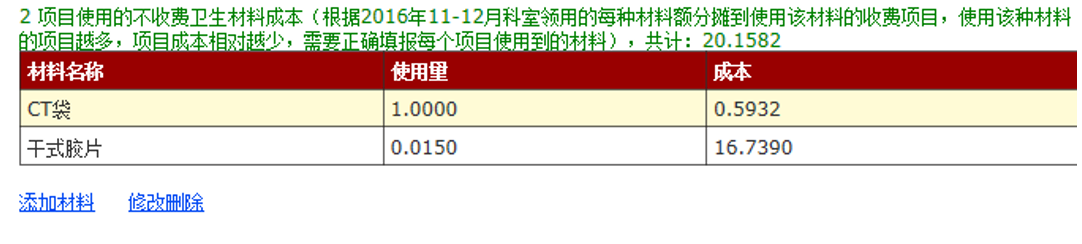 2 项目使用的不收费卫生材料成本（根据2016年11-12月科室领用的每种材料额分摊到使用该材料的收费项目，使用该种材料
的项目越多，项目成本相对越少，需要正确填报每个项目使用到的材料），共计：20.1582
材料名称 使用量 成本
CT袋 1.0000 0.5932
干式胶片 0.0150 16.7390
添加材料 修改删除